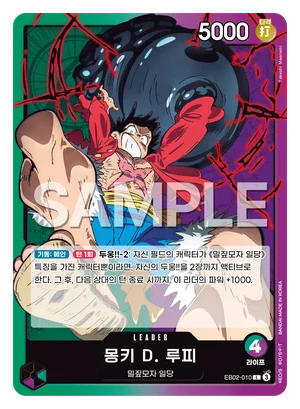 5000
타격
打
SAMPLE
기동: 메인 턴 1회 두웅!!-2: 자신 필드의 캐릭터가 《밀짚모자 일당》
특징을 가진 캐릭터뿐이라면, 자신의 두웅!!을 2장까지 액티브로
한다. 그 후, 다음 상대의 턴 종료 시까지, 이 리더의 파워 +1000.
LEADER
몽키 D. 루피
밀짚모자 일당
4
라이프
EB02-010 L 3